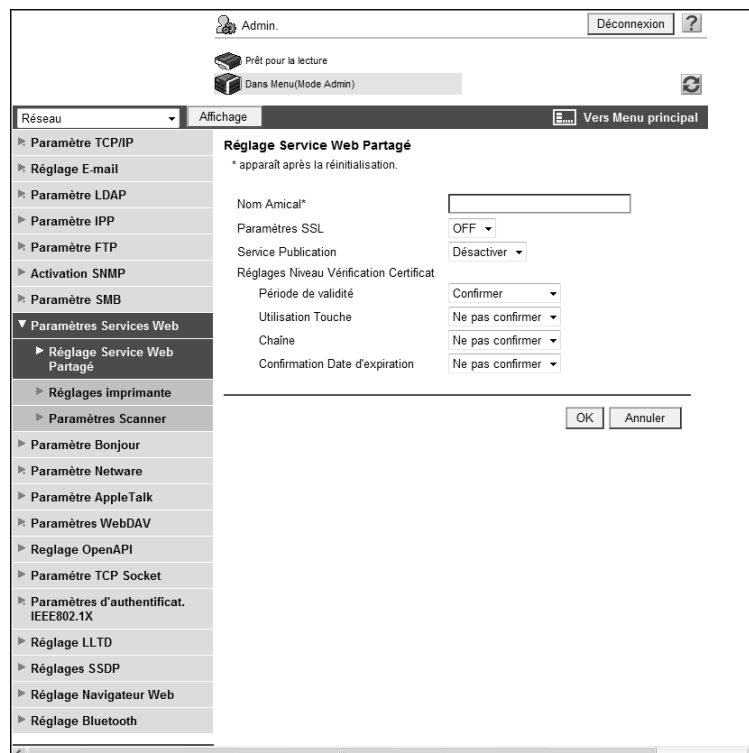 Admin.
Déconnexion
?
Prêt pour la lecture
Dans Menu(Mode Admin)
Réseau
Affichage
Vers Menu principal
Paramètre TCP/IP
Réglage E-mail
Paramètre LDAP
Paramètre IPP
Paramètre FTP
Activation SNMP
Paramètre SMB
Paramètres Services Web
Réglage Service Web
Partagé
Réglages imprimante
Paramètres Scanner
Paramètre Bonjour
Paramètre Netware
Paramètre AppleTalk
Paramètres WebDAV
Reglage OpenAPI
Paramétre TCP Socket
Paramètres d'authentificat.
IEEE802.1X
Réglage LLTD
Réglages SSDP
Réglage Navigateur Web
Réglage Bluetooth
Réglage Service Web Partagé
* apparaît après la réinitialisation.
Nom Amical*
Paramètres SSL OFF
Service Publication Désactiver
Réglages Niveau Vérification Certificat
Période de validité Confirmer
Utilisation Touche Ne pas confirmer
Chaîne Ne pas confirmer
Confirmation Date d'expiration Ne pas confirmer
OK Annuler